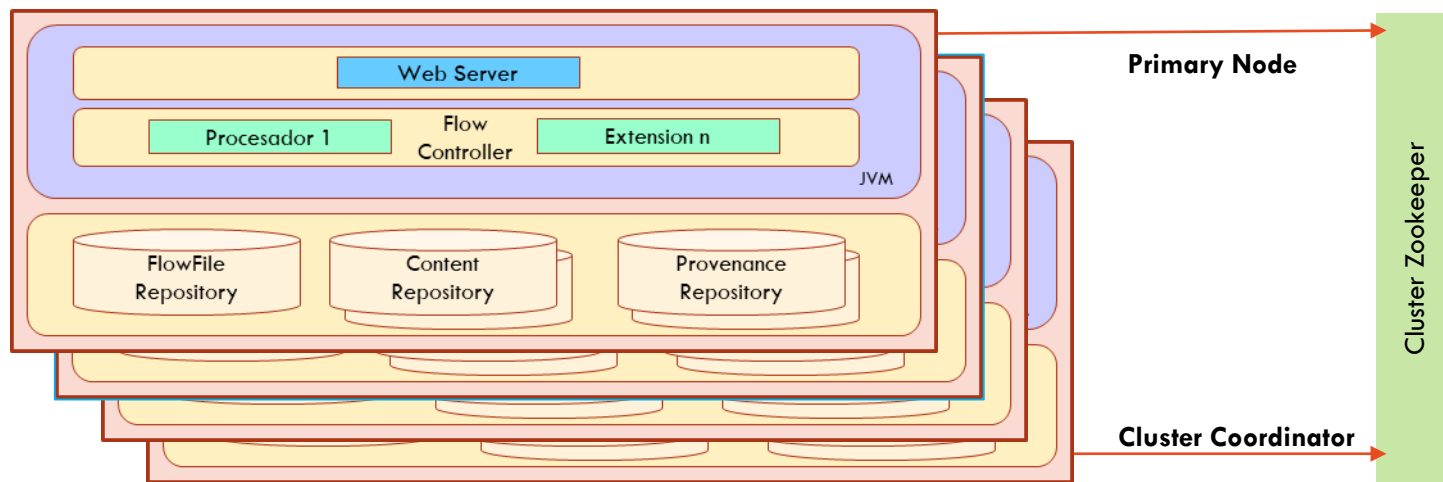 Web Server
Procesador 1
Flow
Controller
Extension n
JVM
FlowFile
Repository
Content
Repository
Provenance
Repository
Primary Node
Cluster Coordinator
Cluster Zookeeper